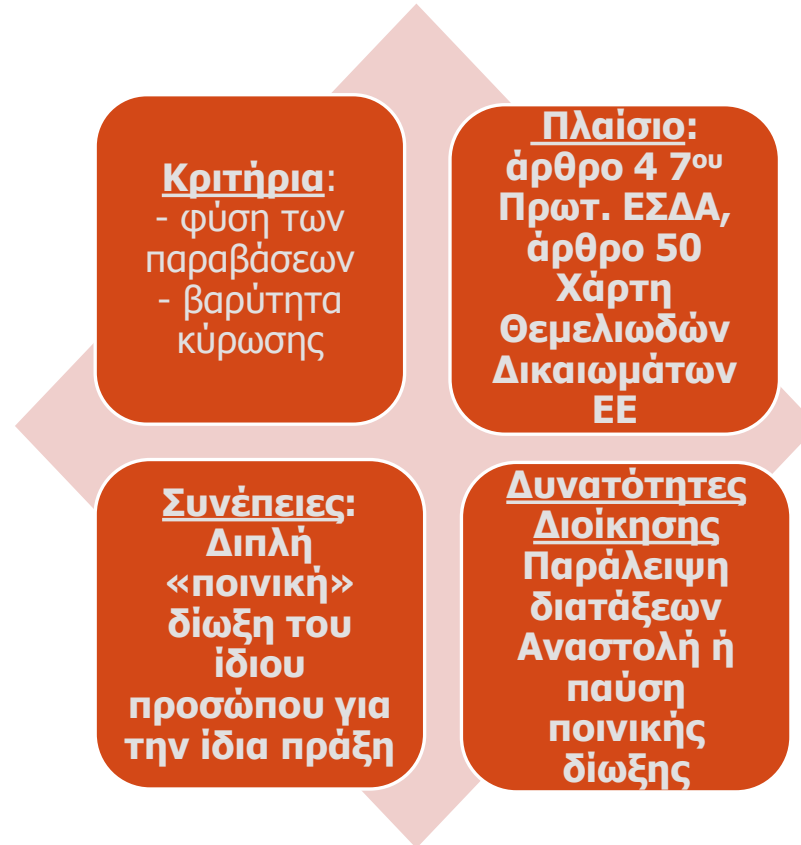 Κριτήρια:
- φύση των
παραβάσεων
- βαρύτητα
κύρωσης
Πλαίσιο:
άρθρο 4 7ου
Πρωτ. ΕΣΔΑ,
άρθρο 50
Χάρτη
Θεμελιωδών
Δικαιωμάτων
ΕΕ
Συνέπειες:
Διπλή
«ποινική»
δίωξη του
ίδιου
προσώπου για
την ίδια πράξη
Δυνατότητες
Διοίκησης
Παράλειψη
διατάξεων
Αναστολή ή
παύση
ποινικής
δίωξης